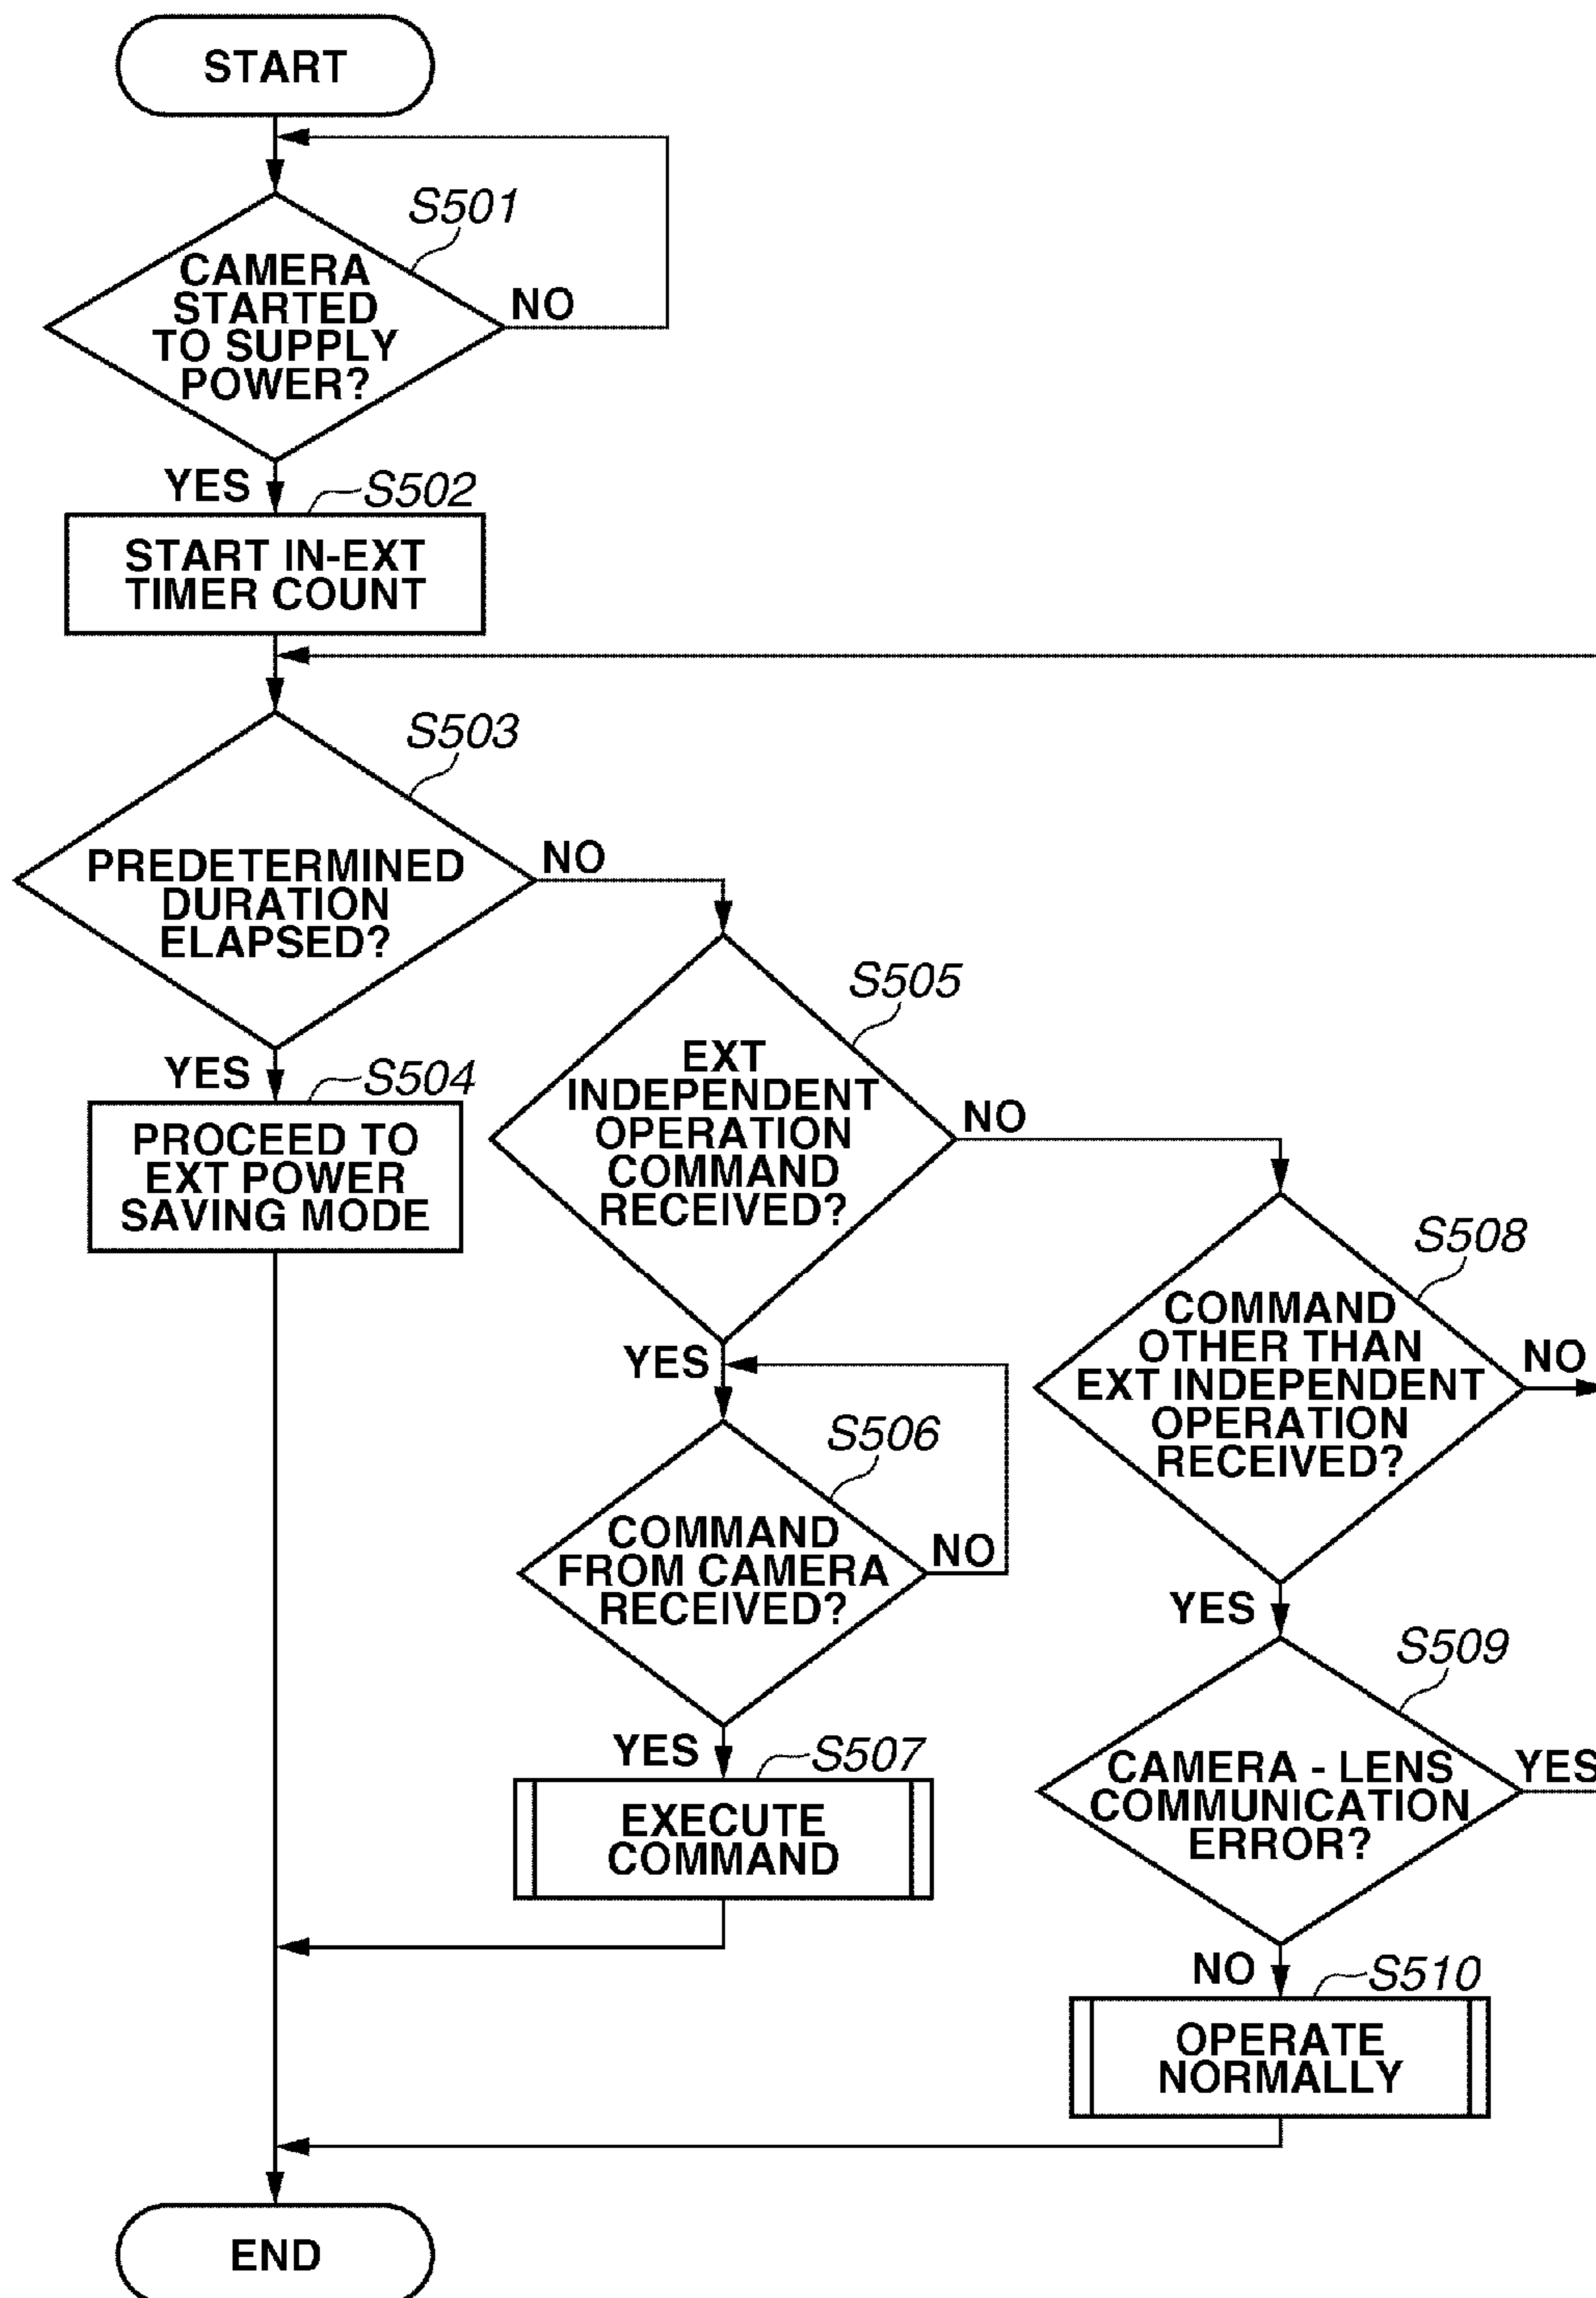 START
S501
CAMERA
STARTED
TO SUPPLY
POWER?
NO
YES
S502
START IN-EXT
TIMER COUNT
S503
PREDETERMINED
DURATION
ELAPSED?
NO
YES
S504
PROCEED TO
EXT POWER
SAVING MODE
S505
EXT
INDEPENDENT
OPERATION
COMMAND
RECEIVED?
NO
YES
S506
COMMAND
FROM CAMERA
RECEIVED?
NO
YES
S507
EXECUTE
COMMAND
S508
COMMAND
OTHER THAN
EXT INDEPENDENT
OPERATION
RECEIVED?
NO
YES
S509
CAMERA - LENS
COMMUNICATION
ERROR?
YES
NO
S510
OPERATE
NORMALLY
END